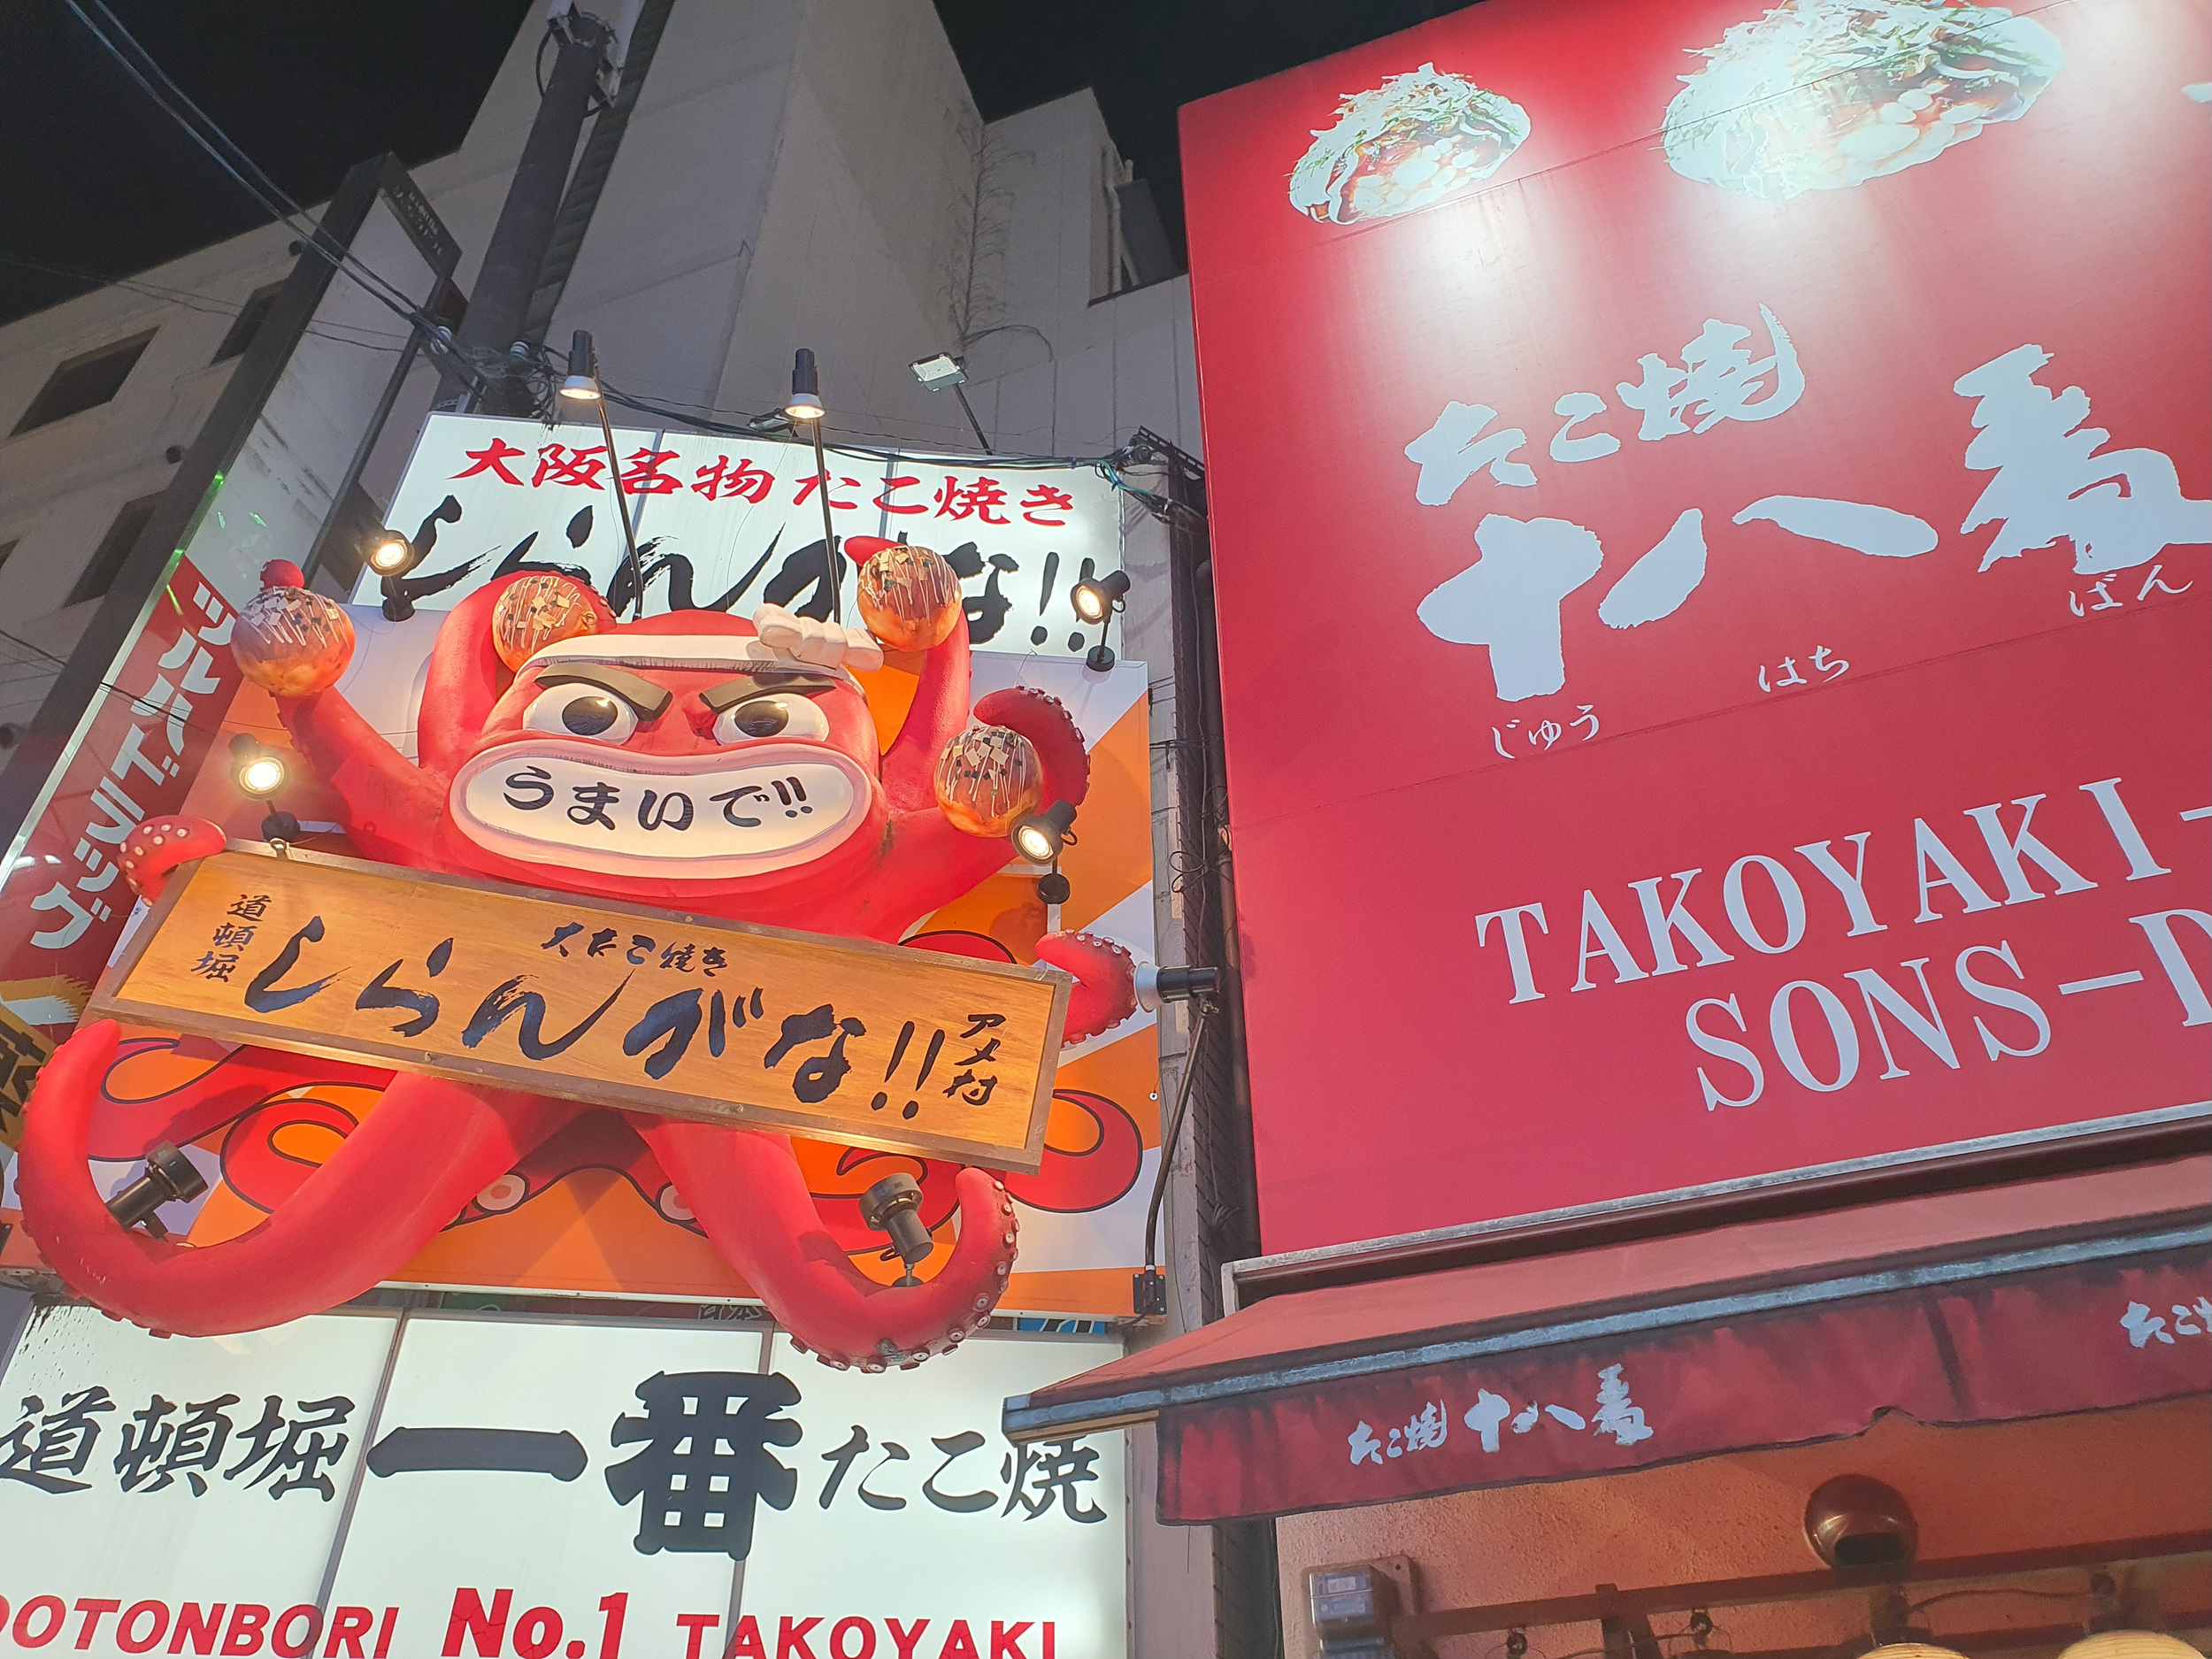 大阪名物 たこ焼き
しらんがな!!
うまいで!!
道頓堀
大たこ焼き
しらんがな!!
アメ村
道頓堀一番たこ焼
DOTONBORI No.1 TAKOYAKI
たこ焼
十八番
じゅう はち ばん
TAKOYAKI-
SONS-D
たこ焼 十八番
たこ